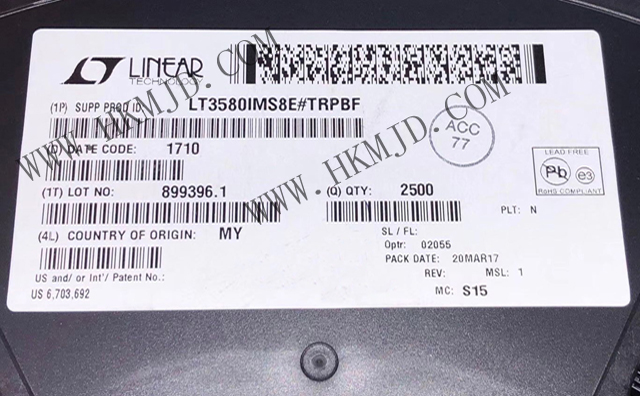 LINEAR
TECHNOLOGY
(1P) SUPP PROD ID: LT3580IMS8E#TRPBF
(D) DATE CODE: 1710
ACC
77
LEAD FREE
Pb e3
RoHS COMPLIANT
(1T) LOT NO: 899396.1
(Q) QTY: 2500
PLT: N
(4L) COUNTRY OF ORIGIN: MY
SL / FL:
Optr: 02055
PACK DATE: 20MAR17
REV: MSL: 1
MC: S15
US and/ or Int'/ Patent No.:
US 6,703,692
WWW.HKMJD.COM
WWW.HKMJD.COM